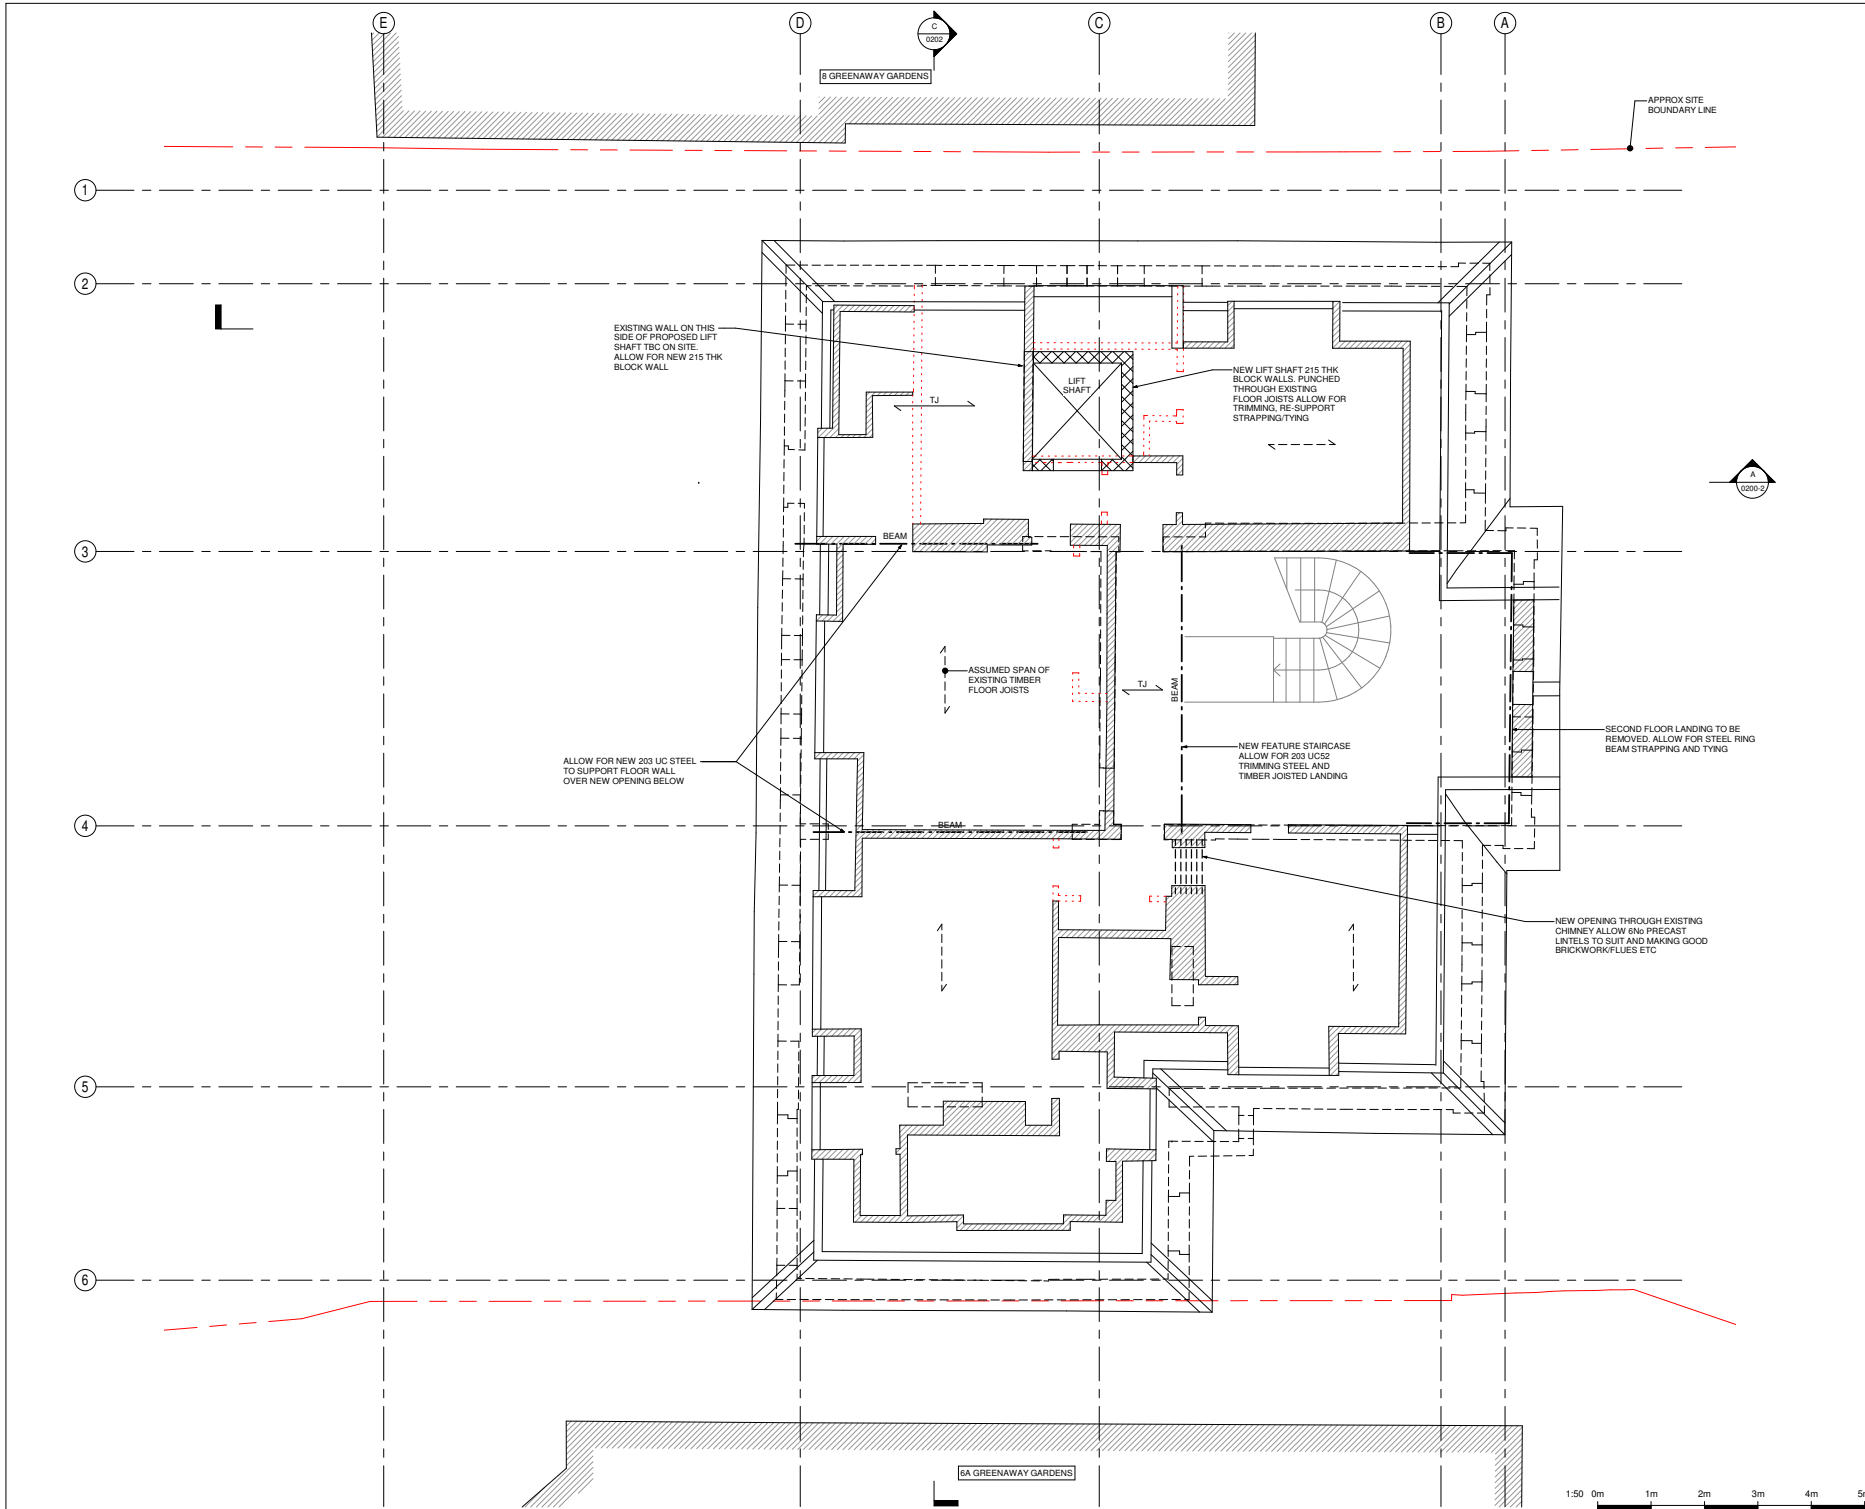 E
D
C
B
A
C
0202
8 GREENAWAY GARDENS
APPROX SITE
BOUNDARY LINE
1
2
EXISTING WALL ON THIS
SIDE OF PROPOSED LIFT
SHAFT TBC ON SITE.
ALLOW FOR NEW 215 THK
BLOCK WALL
LIFT
SHAFT
NEW LIFT SHAFT 215 THK
BLOCK WALLS. PUNCHED
THROUGH EXISTING
FLOOR JOISTS ALLOW FOR
TRIMMING, RE-SUPPORT
STRAPPING/TYING
TJ
A
0200-2
BEAM
3
ASSUMED SPAN OF
EXISTING TIMBER
FLOOR JOISTS
TJ
BEAM
SECOND FLOOR LANDING TO BE
REMOVED. ALLOW FOR STEEL RING
BEAM STRAPPING AND TYING
NEW FEATURE STAIRCASE
ALLOW FOR 203 UC52
TRIMMING STEEL AND
TIMBER JOISTED LANDING
ALLOW FOR NEW 203 UC STEEL
TO SUPPORT FLOOR WALL
OVER NEW OPENING BELOW
4
BEAM
NEW OPENING THROUGH EXISTING
CHIMNEY ALLOW 6No PRECAST
LINTELS TO SUIT AND MAKING GOOD
BRICKWORK/FLUES ETC
5
6
6A GREENAWAY GARDENS
1:50 0m 1m 2m 3m 4m 5m